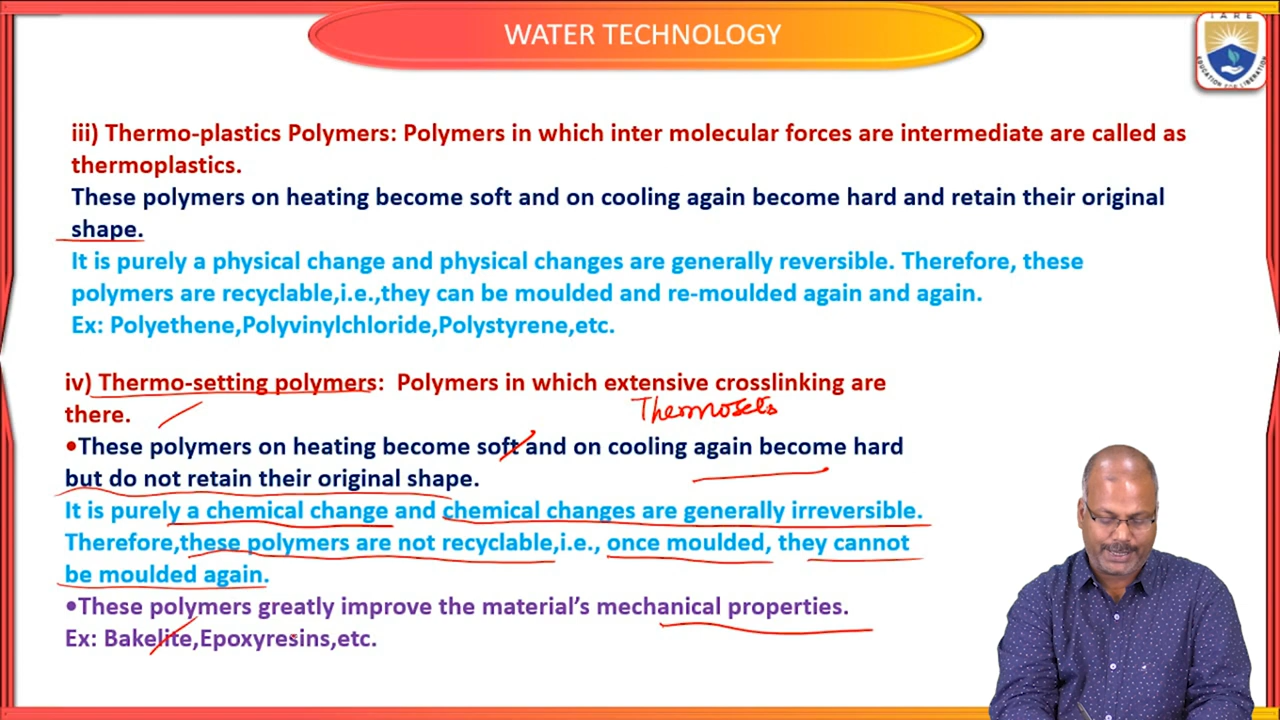 WATER TECHNOLOGY
IARE
EDUCATION FOR LIBERATION
iii) Thermo-plastics Polymers: Polymers in which inter molecular forces are intermediate are called as
thermoplastics.
These polymers on heating become soft and on cooling again become hard and retain their original
shape.
It is purely a physical change and physical changes are generally reversible. Therefore, these
polymers are recyclable,i.e.,they can be moulded and re-moulded again and again.
Ex: Polyethene,Polyvinylchloride,Polystyrene,etc.
iv) Thermo-setting polymers: Polymers in which extensive crosslinking are
there.
Thermosets
•These polymers on heating become soft and on cooling again become hard
but do not retain their original shape.
It is purely a chemical change and chemical changes are generally irreversible.
Therefore,these polymers are not recyclable,i.e., once moulded, they cannot
be moulded again.
•These polymers greatly improve the material’s mechanical properties.
Ex: Bakelite,Epoxyresins,etc.